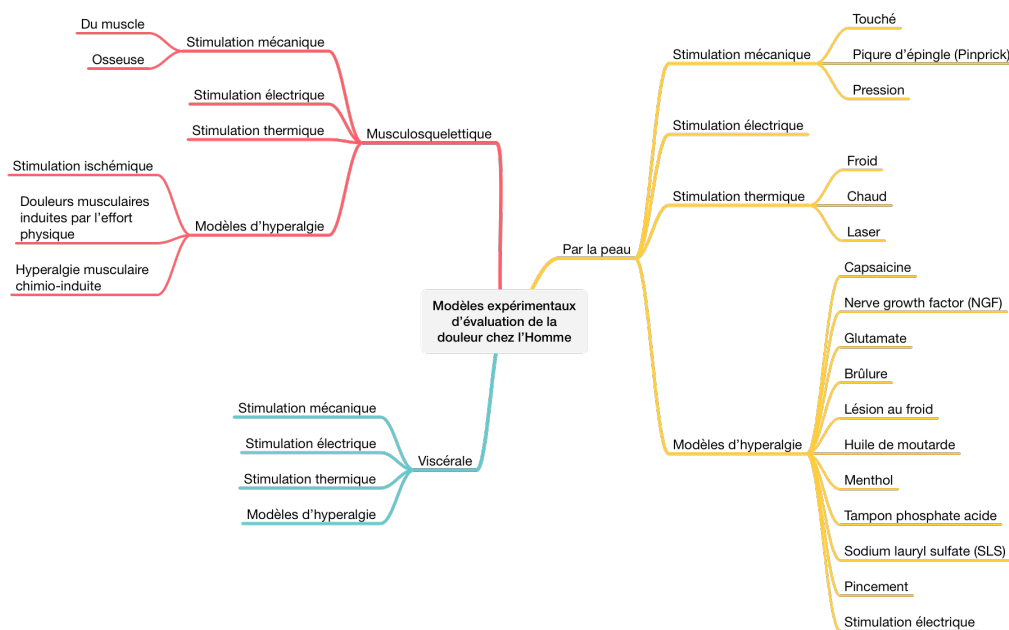 Modèles expérimentaux
d'évaluation de la
douleur chez l'Homme
Musculosquelettique
Stimulation mécanique
Du muscle
Osseuse
Stimulation électrique
Stimulation thermique
Modèles d'hyperalgie
Stimulation ischémique
Douleurs musculaires
induites par l'effort
physique
Hyperalgie musculaire
chimio-induite
Par la peau
Stimulation mécanique
Touché
Piqure d'épingle (Pinprick)
Pression
Stimulation électrique
Stimulation thermique
Froid
Chaud
Laser
Modèles d'hyperalgie
Capsaicine
Nerve growth factor (NGF)
Glutamate
Brûlure
Lésion au froid
Huile de moutarde
Menthol
Tampon phosphate acide
Sodium lauryl sulfate (SLS)
Pincement
Stimulation électrique
Viscérale
Stimulation mécanique
Stimulation électrique
Stimulation thermique
Modèles d'hyperalgie